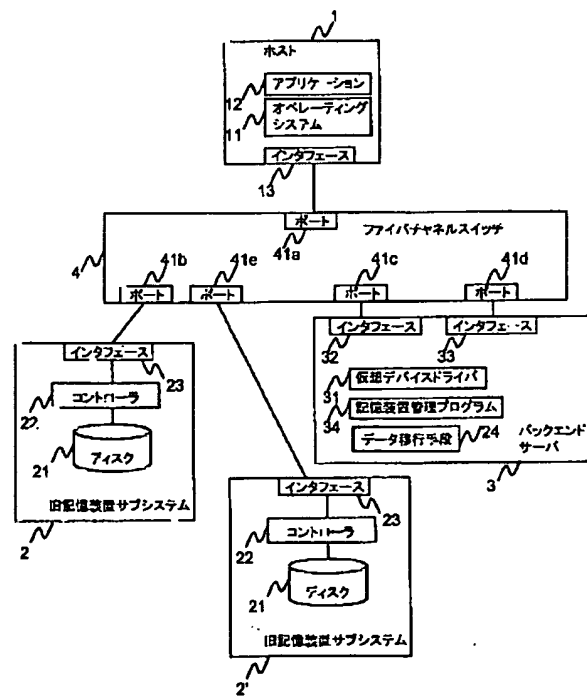 1
ホスト
アプリケーション
12
オペレーティング
システム
11
インタフェース
13
ポート
ファイバチャネルスイッチ
41a
4
41b
41e
41c
41d
ポート
ポート
ポート
ポート
インタフェース
23
コントローラ
22
ディスク
21
旧記憶装置サブシステム
2
インタフェース
インタフェース
32
33
仮想デバイスドライバ
31
記憶装置管理プログラム
34
データ移行手段
24
バックエンド
サーバ
3
インタフェース
23
コントローラ
22
ディスク
21
旧記憶装置サブシステム
2'